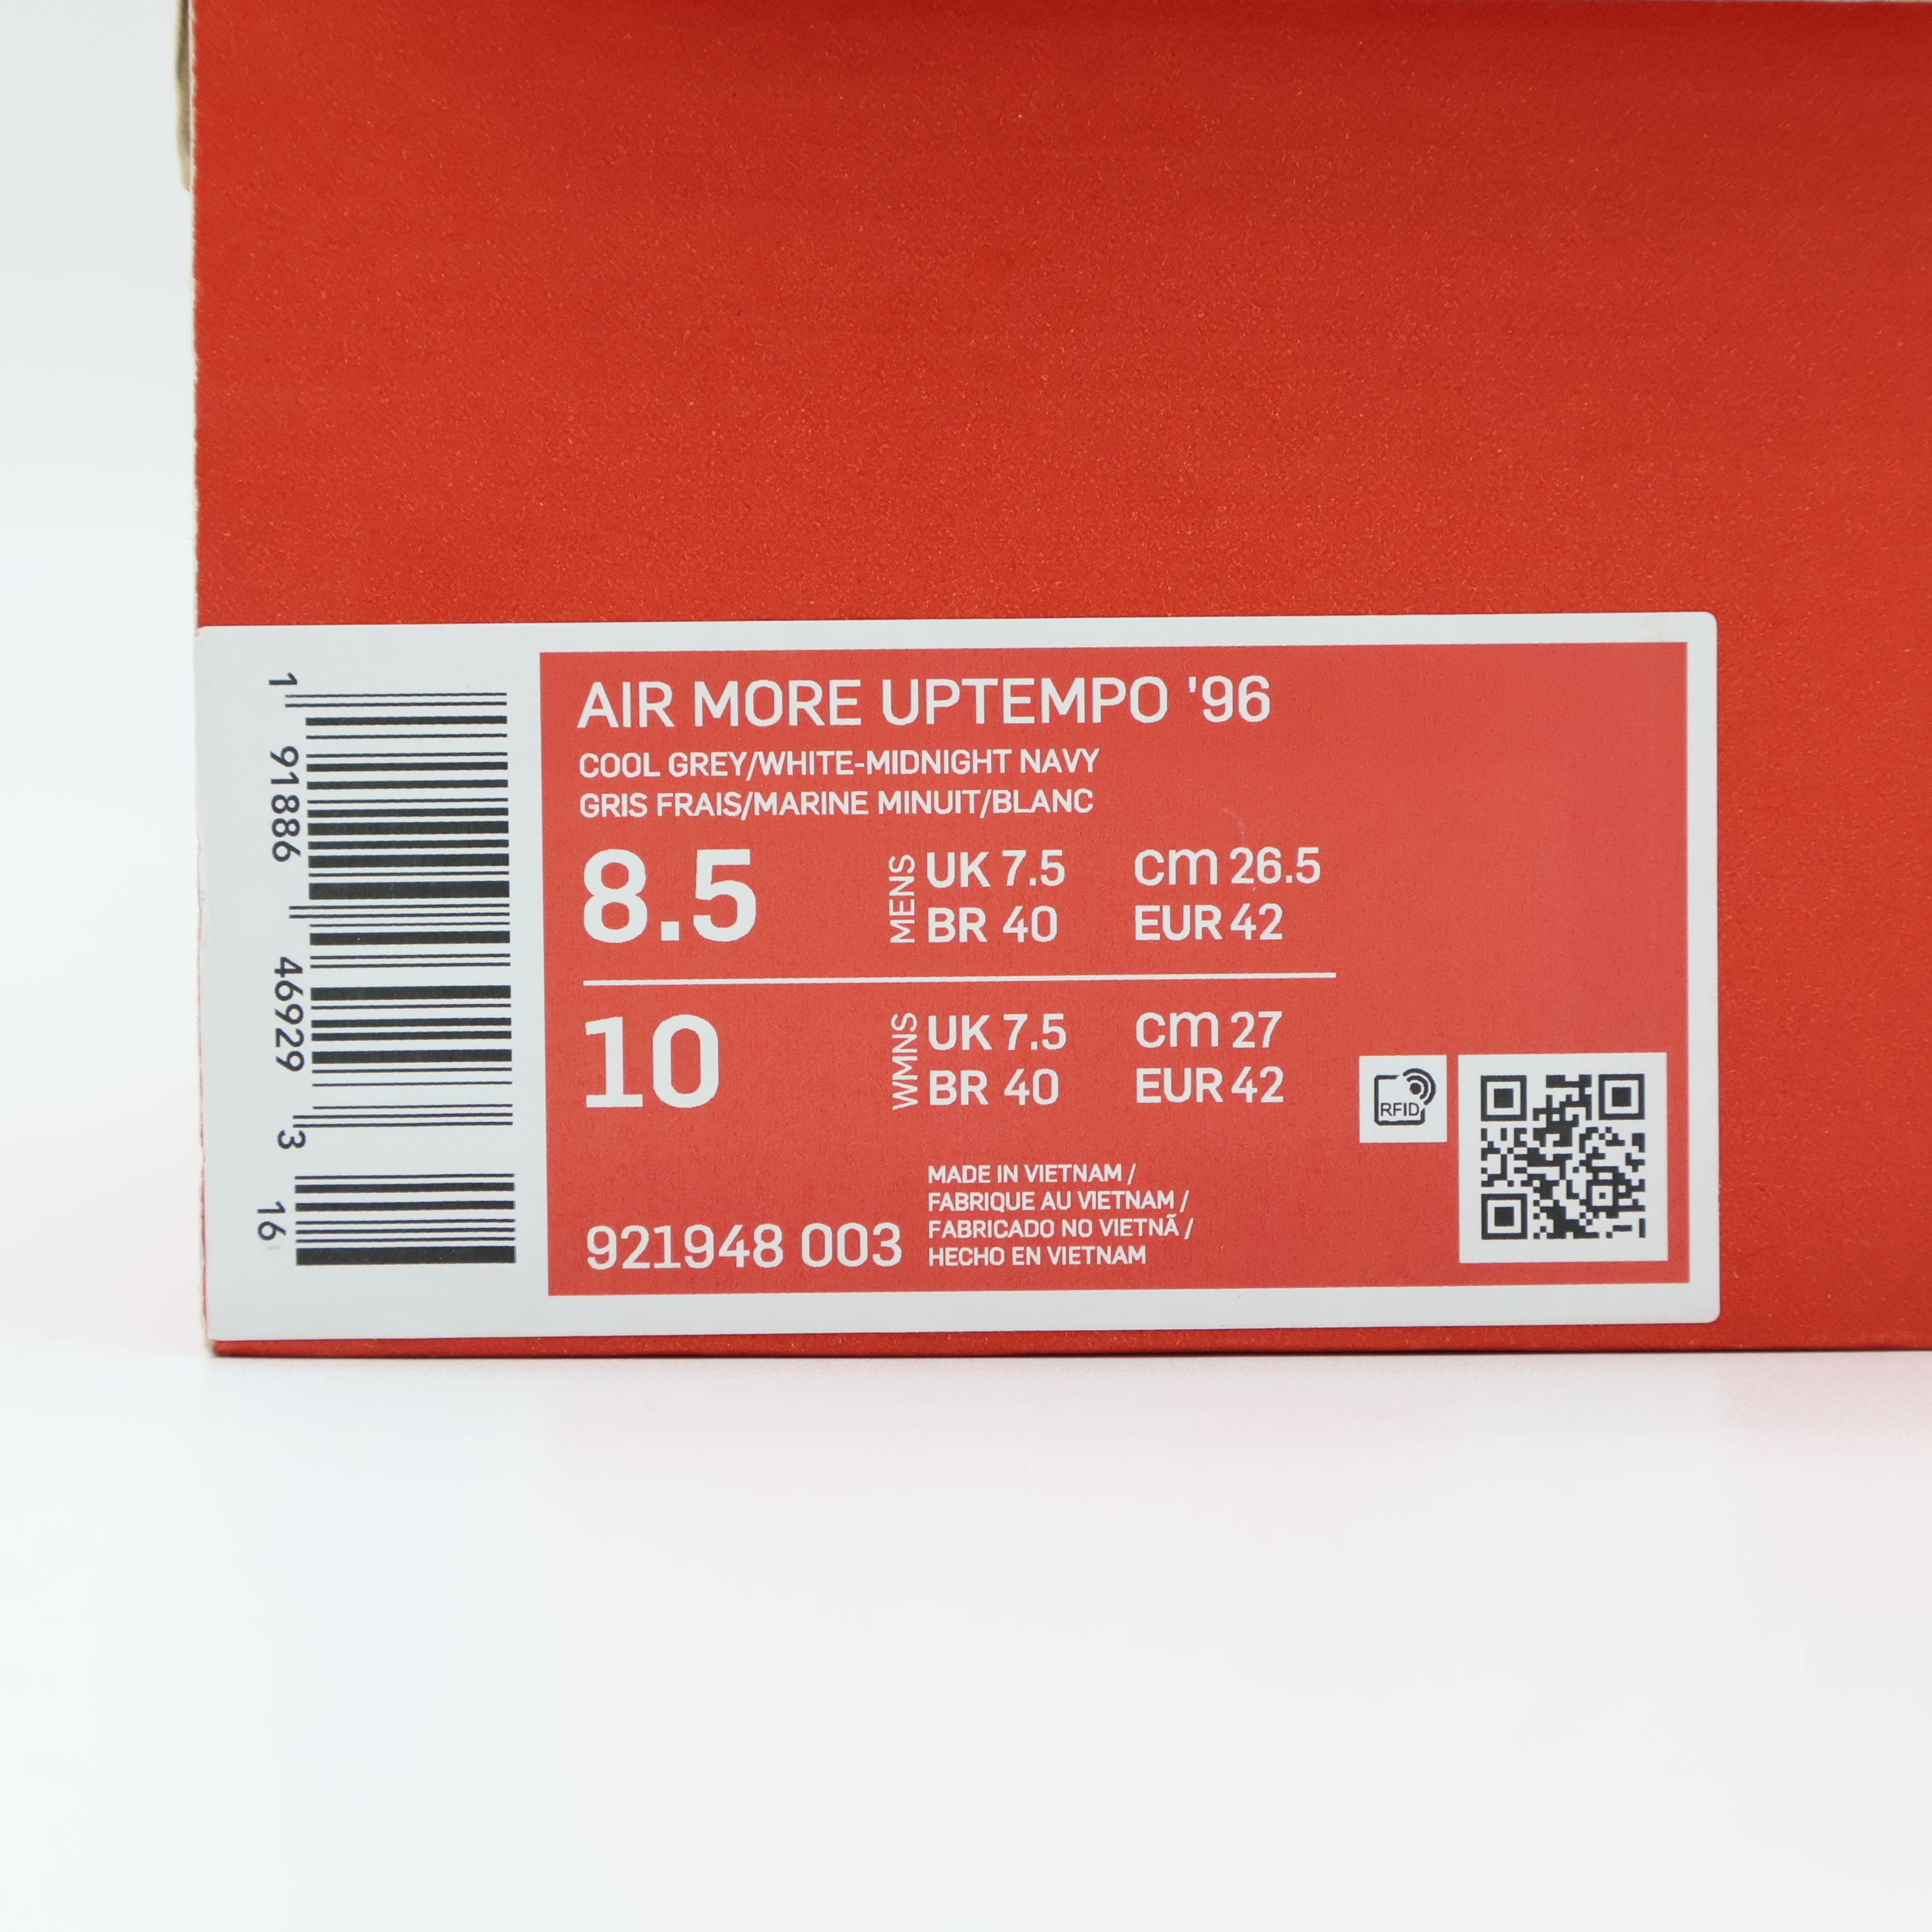 1 91886 46929 3
16
AIR MORE UPTEMPO '96
COOL GREY/WHITE-MIDNIGHT NAVY
GRIS FRAIS/MARINE MINUIT/BLANC
8.5 MENS UK 7.5 cm 26.5
BR 40 EUR 42
10 WMNS UK 7.5 cm 27
BR 40 EUR 42
RFID
MADE IN VIETNAM /
FABRIQUE AU VIETNAM /
FABRICADO NO VIETNÃ /
HECHO EN VIETNAM
921948 003